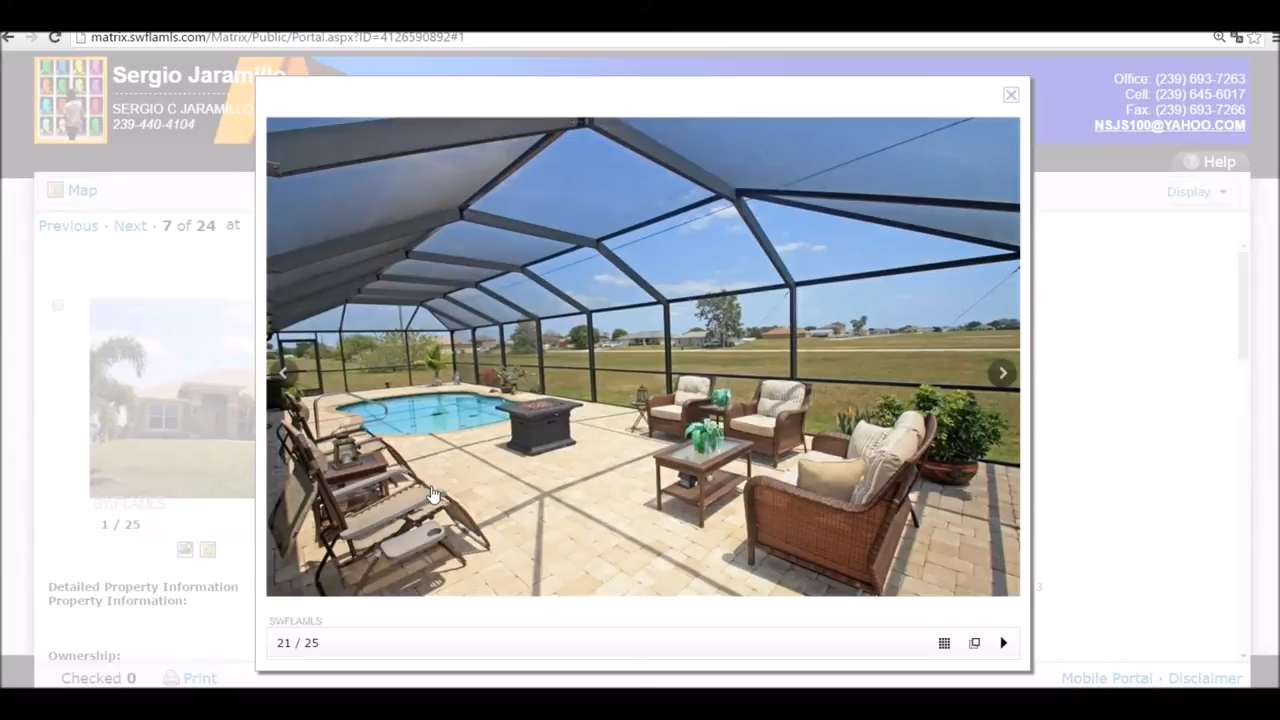 matrix.swflamls.com/Matrix/Public/Portal.aspx?ID=4126590892#1
Sergio Jaramillo
SERGIO C JARAMILLO
239-440-4104
Office: (239) 693-7263
Cell: (239) 645-6017
Fax: (239) 693-7266
NSJS100@YAHOO.COM
Help
Map
Display
Previous · Next · 7 of 24 at
SWFLAMLS
1 / 25
SWFLAMLS
21 / 25
Detailed Property Information
Property Information:
3
Ownership:
Checked 0
Print
Mobile Portal · Disclaimer